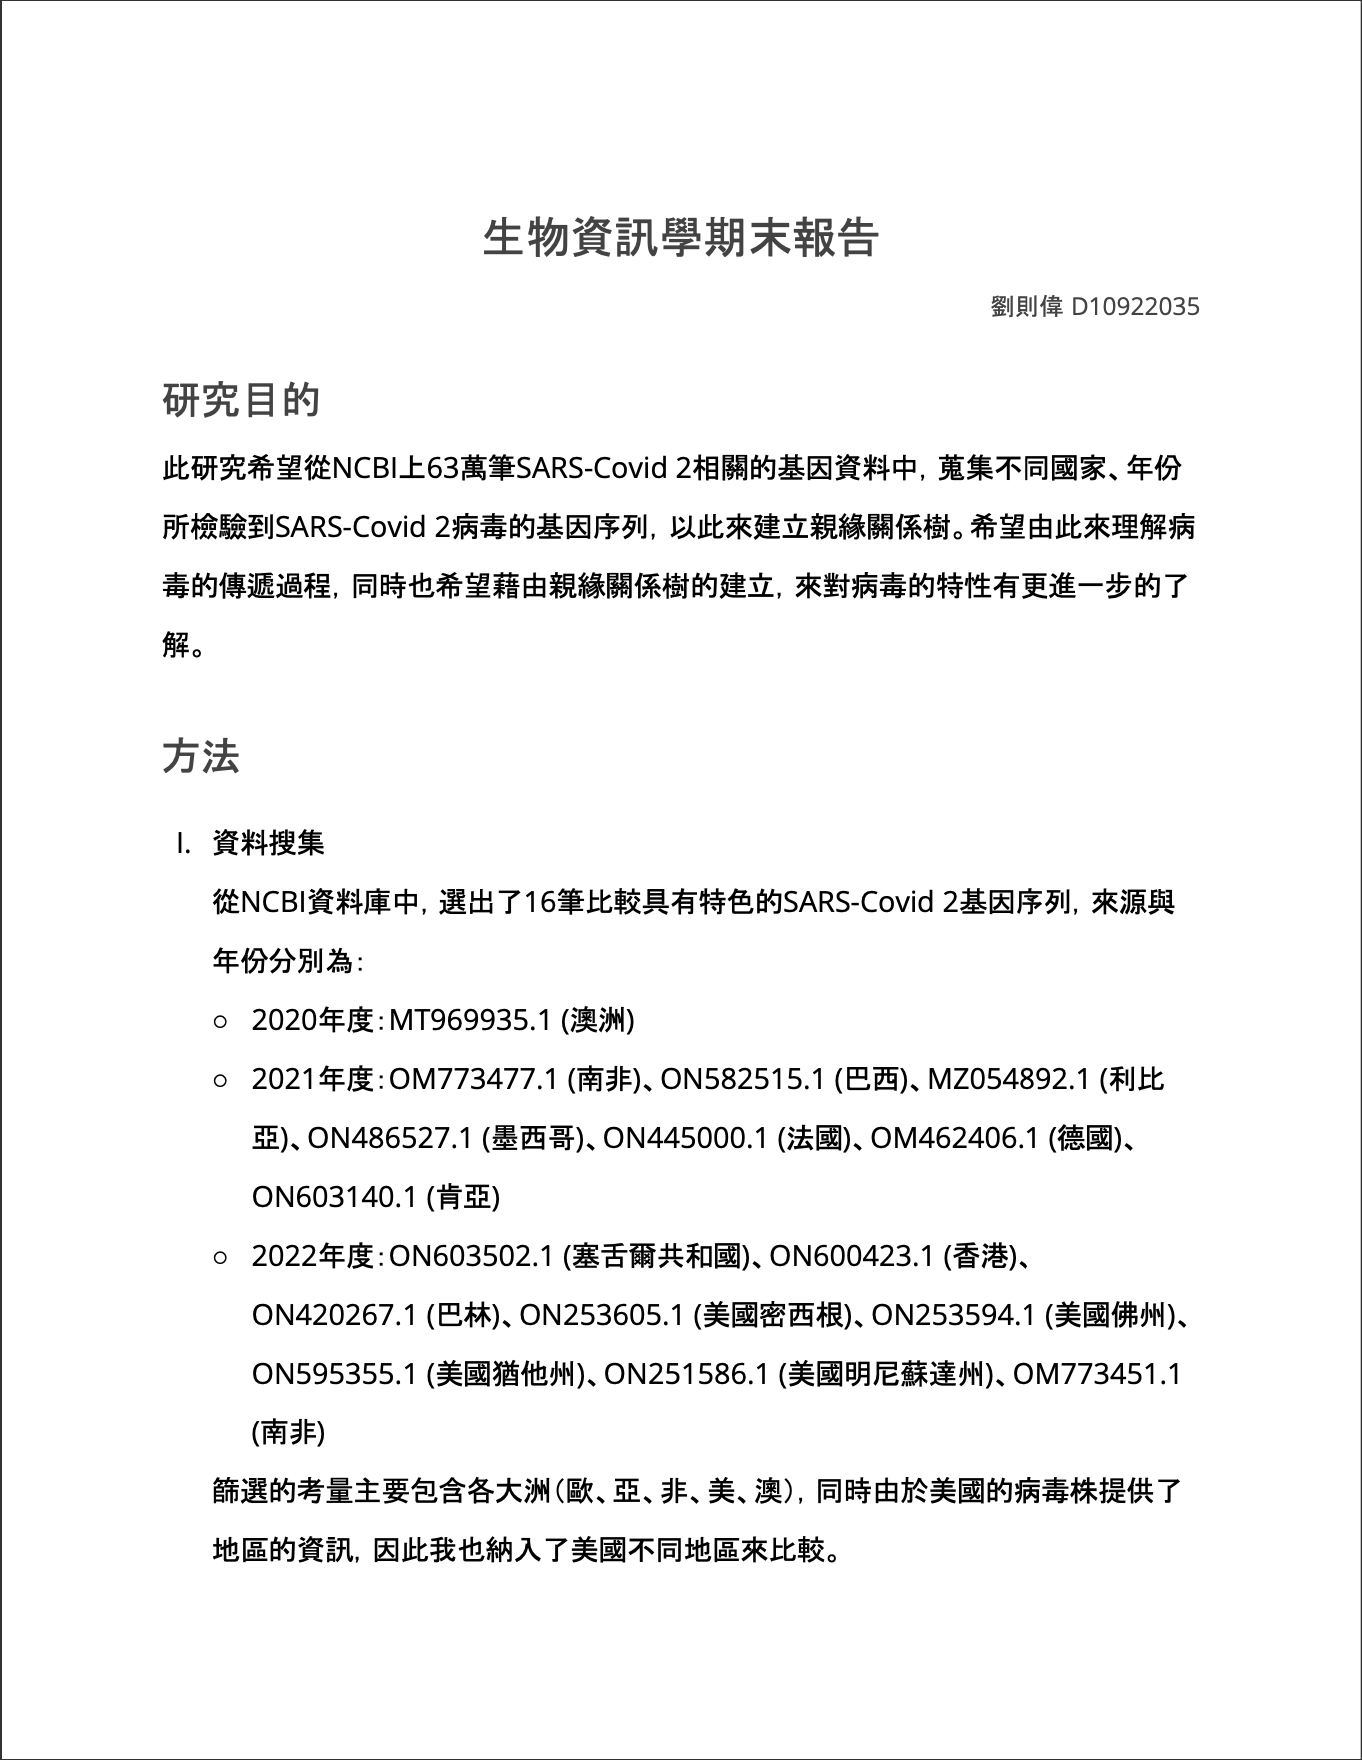 生物資訊學期末報告
劉則偉 D10922035
研究目的
此研究希望從NCBI上63萬筆SARS-Covid 2相關的基因資料中，蒐集不同國家、年份
所檢驗到SARS-Covid 2病毒的基因序列，以此來建立親緣關係樹。希望由此來理解病
毒的傳遞過程，同時也希望藉由親緣關係樹的建立，來對病毒的特性有更進一步的了
解。
方法
I. 資料搜集
從NCBI資料庫中，選出了16筆比較具有特色的SARS-Covid 2基因序列，來源與
年份分別為：
○ 2020年度：MT969935.1 (澳洲)
○ 2021年度：OM773477.1 (南非)、ON582515.1 (巴西)、MZ054892.1 (利比
亞)、ON486527.1 (墨西哥)、ON445000.1 (法國)、OM462406.1 (德國)、
ON603140.1 (肯亞)
○ 2022年度：ON603502.1 (塞舌爾共和國)、ON600423.1 (香港)、
ON420267.1 (巴林)、ON253605.1 (美國密西根)、ON253594.1 (美國佛州)、
ON595355.1 (美國猶他州)、ON251586.1 (美國明尼蘇達州)、OM773451.1
(南非)
篩選的考量主要包含各大洲（歐、亞、非、美、澳），同時由於美國的病毒株提供了
地區的資訊，因此我也納入了美國不同地區來比較。